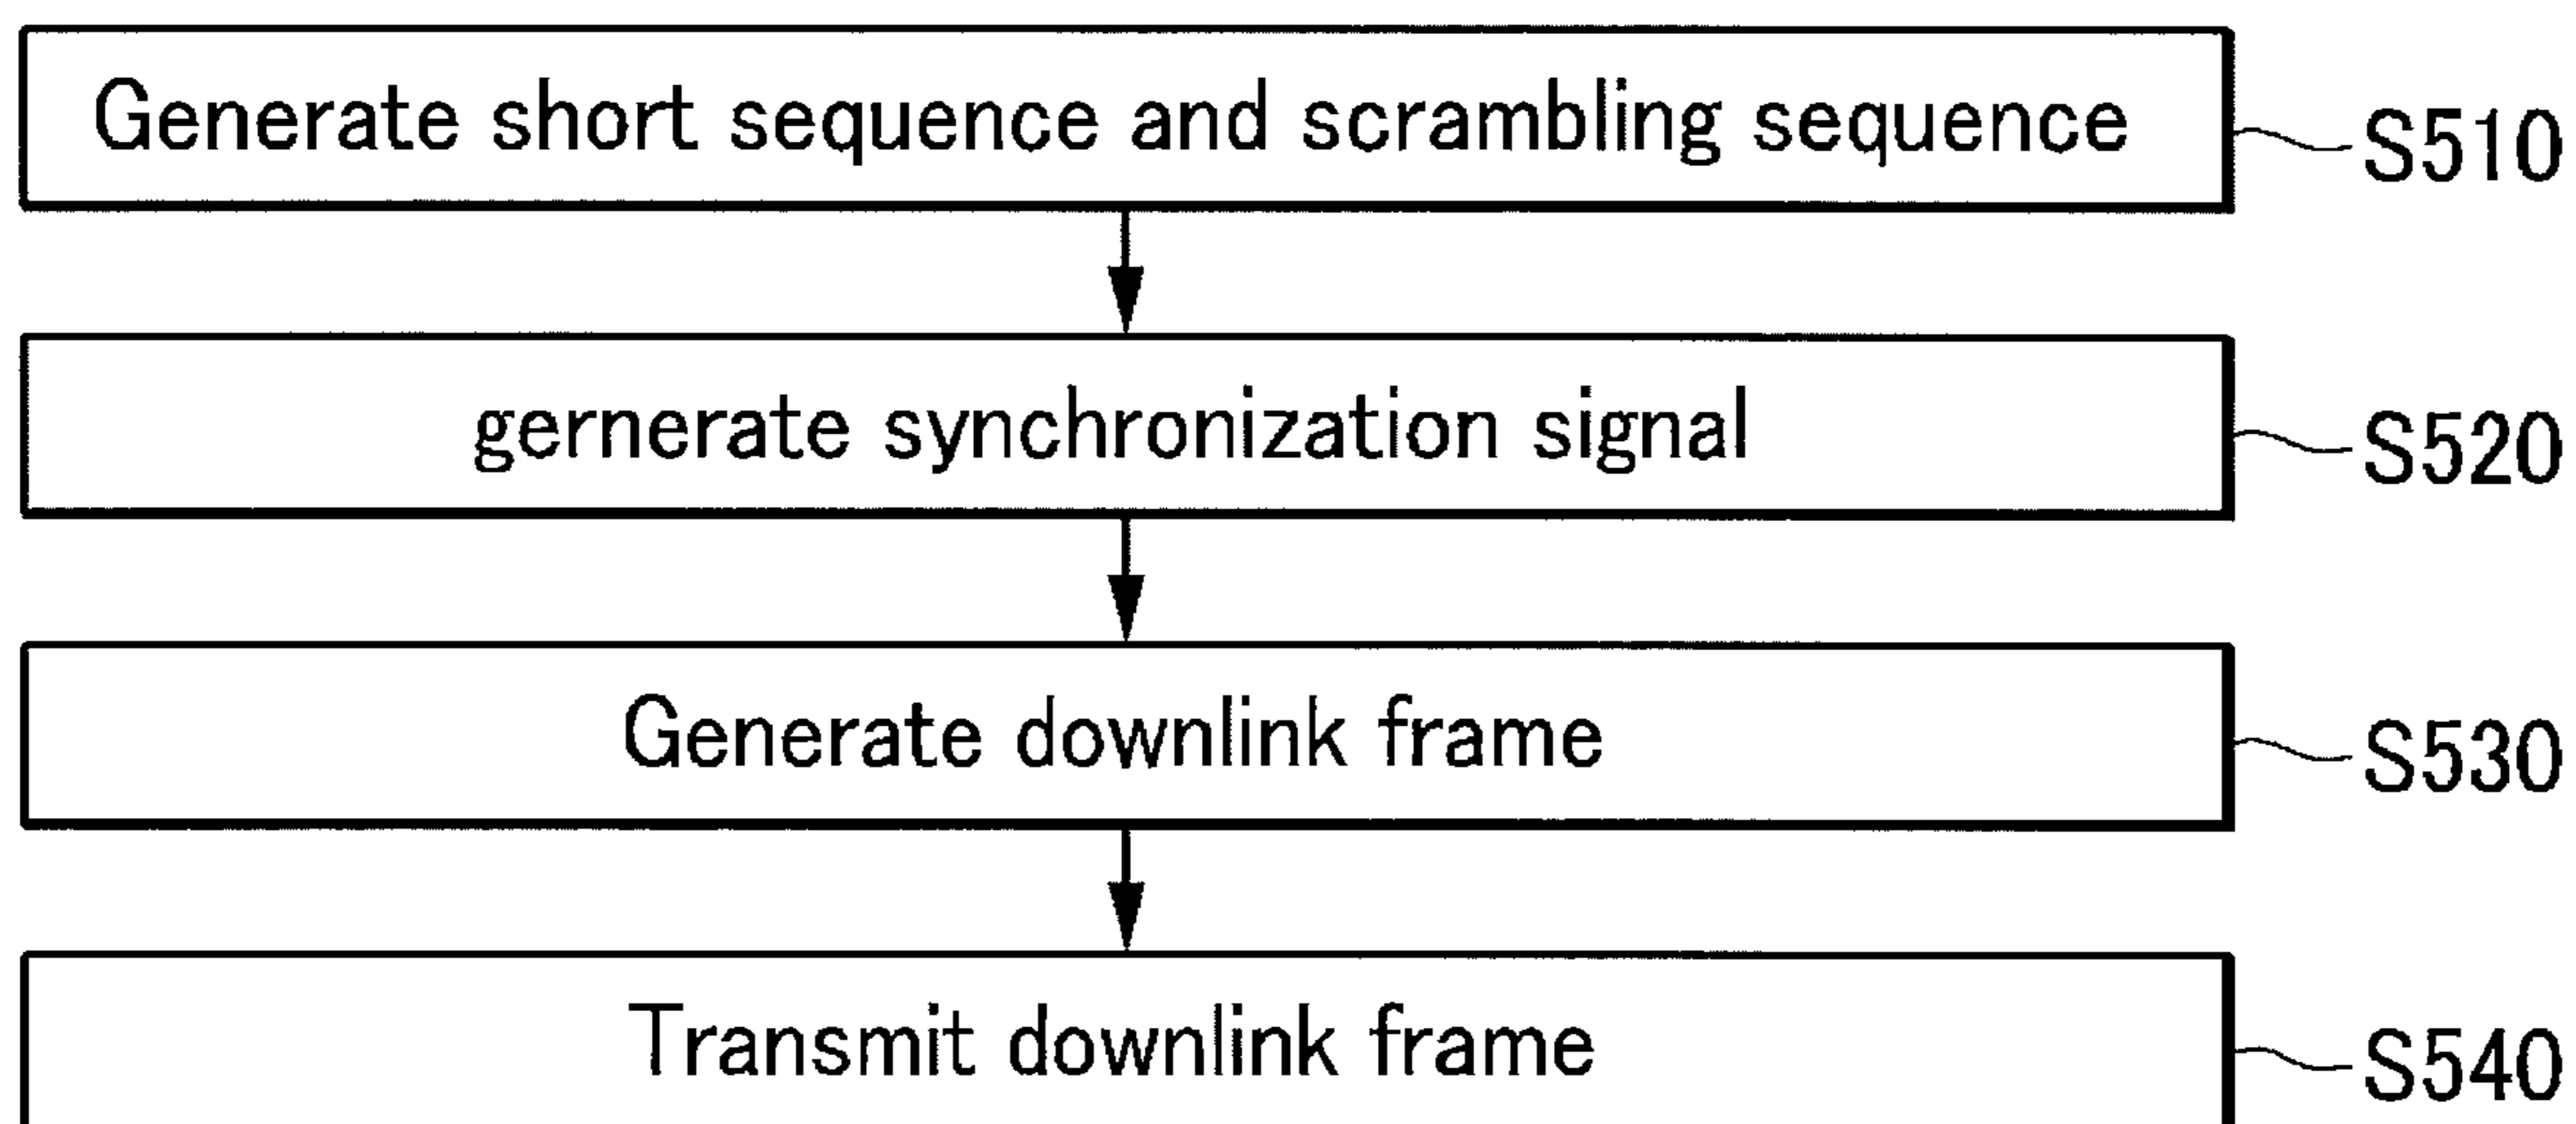 Generate short sequence and scrambling sequence
S510
gernerate synchronization signal
S520
Generate downlink frame
S530
Transmit downlink frame
S540